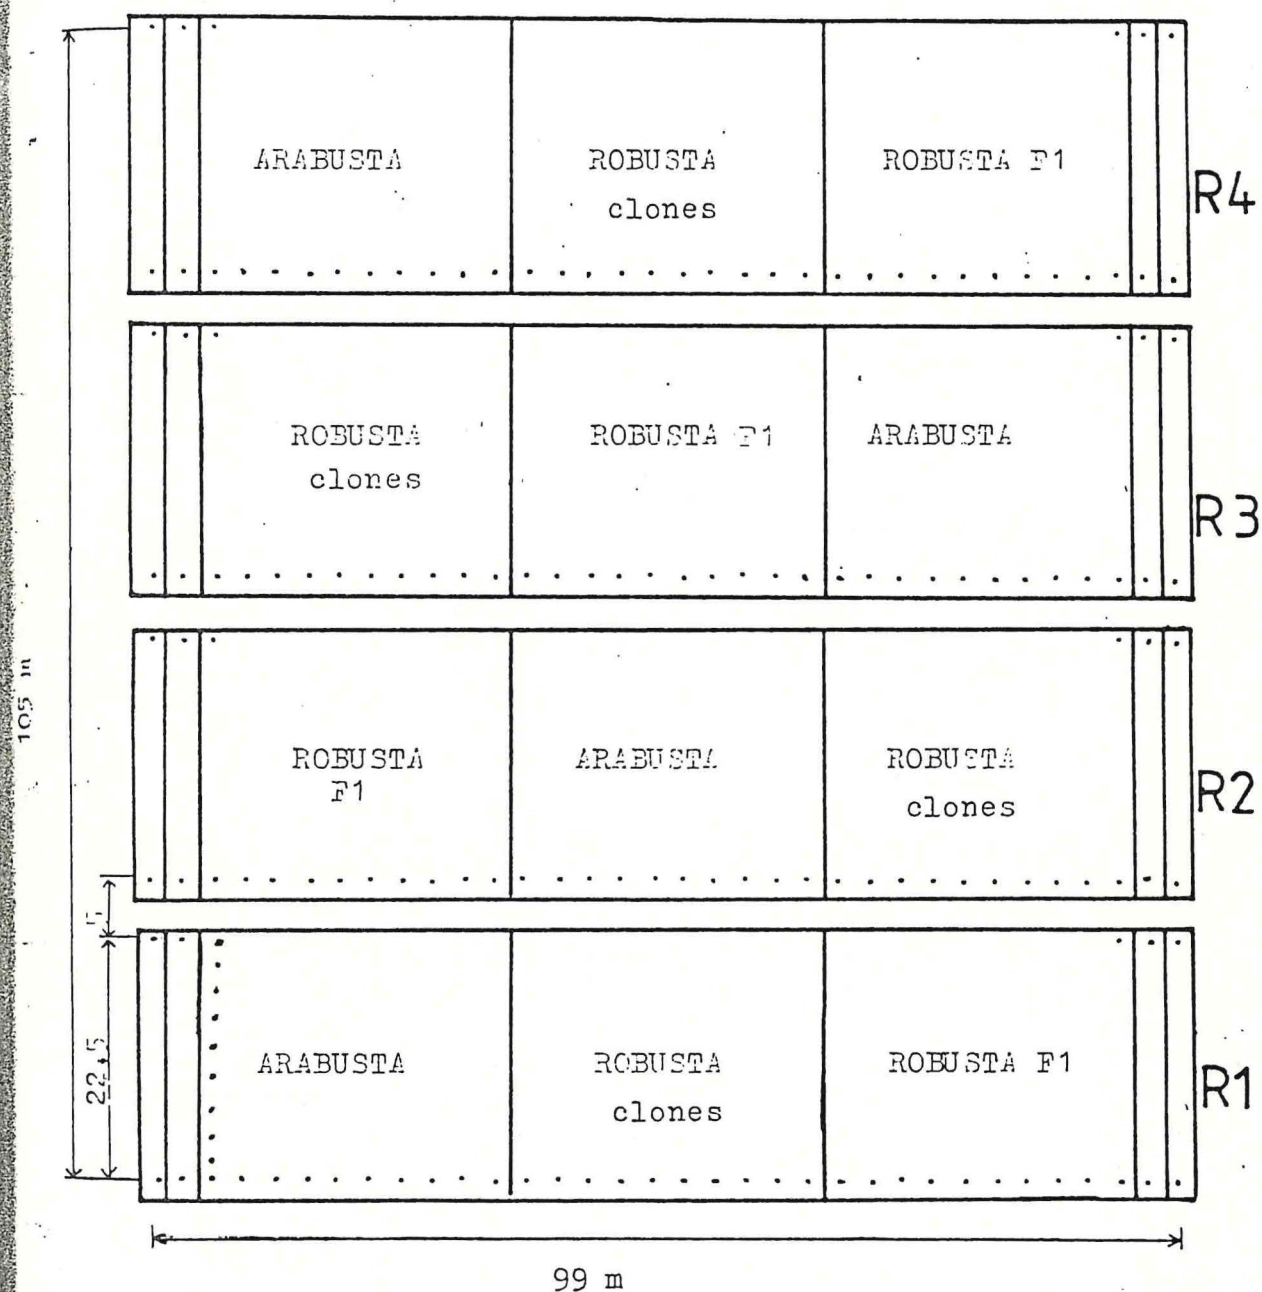 ARABUSTA
ROBUSTA
clones
ROBUSTA F1
R4
ROBUSTA
clones
ROBUSTA F1
ARABUSTA
R3
105 m
ROBUSTA
F1
ARABUSTA
ROBUSTA
clones
R2
5
22,5
ARABUSTA
ROBUSTA
clones
ROBUSTA F1
R1
99 m